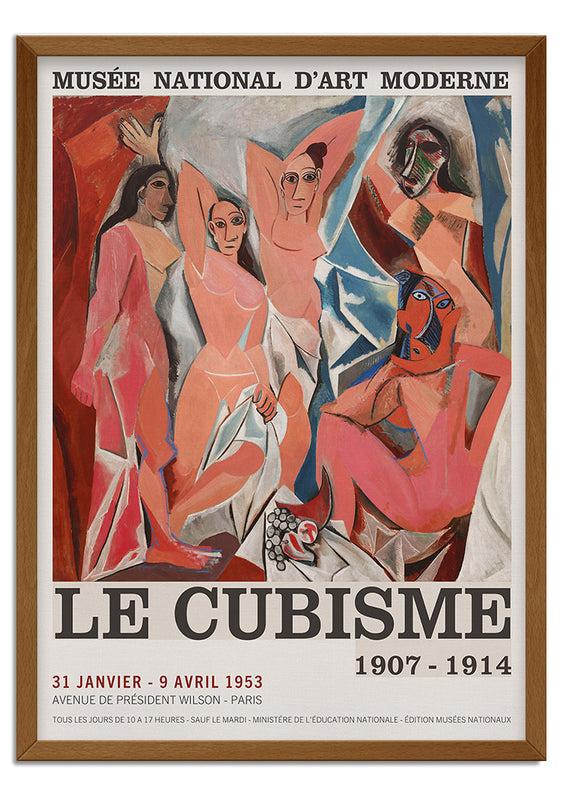 MUSÉE NATIONAL D'ART MODERNE
LE CUBISME
1907 - 1914
31 JANVIER - 9 AVRIL 1953
AVENUE DE PRÉSIDENT WILSON - PARIS
TOUS LES JOURS DE 10 A 17 HEURES - SAUF LE MARDI - MINISTÉRE DE L'ÉDUCATION NATIONALE - ÉDITION MUSÉES NATIONAUX